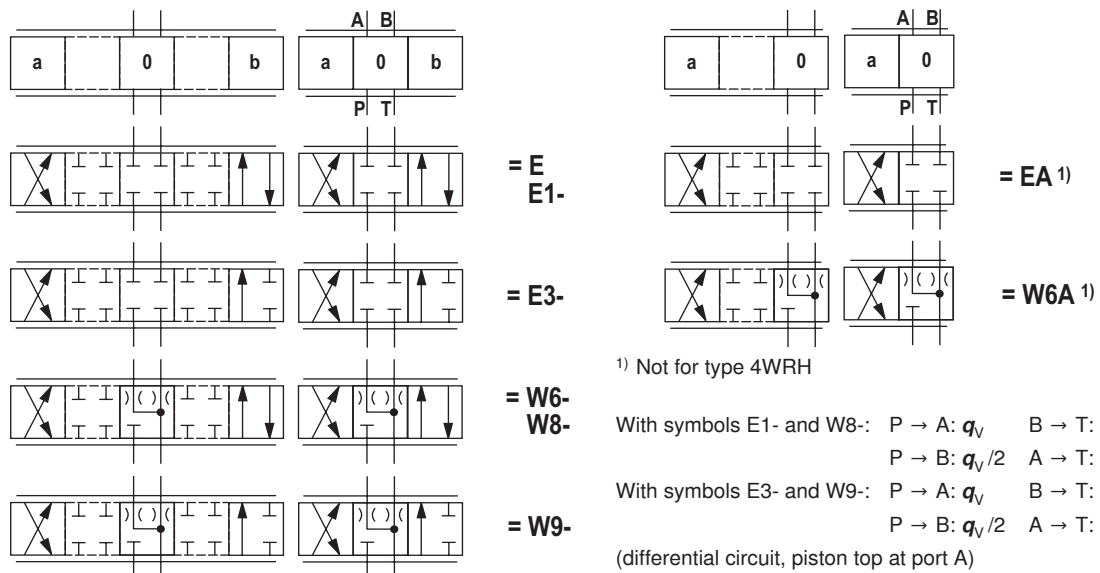 A B
a 0 b
a 0 b
P T
= E
E1-
= E3-
= W6-
W8-
= W9-
A B
a 0
a 0
P T
= EA 1)
= W6A 1)
1) Not for type 4WRH
With symbols E1- and W8-: P → A: qV B → T:
P → B: qV /2 A → T:
With symbols E3- and W9-: P → A: qV B → T:
P → B: qV /2 A → T:
(differential circuit, piston top at port A)